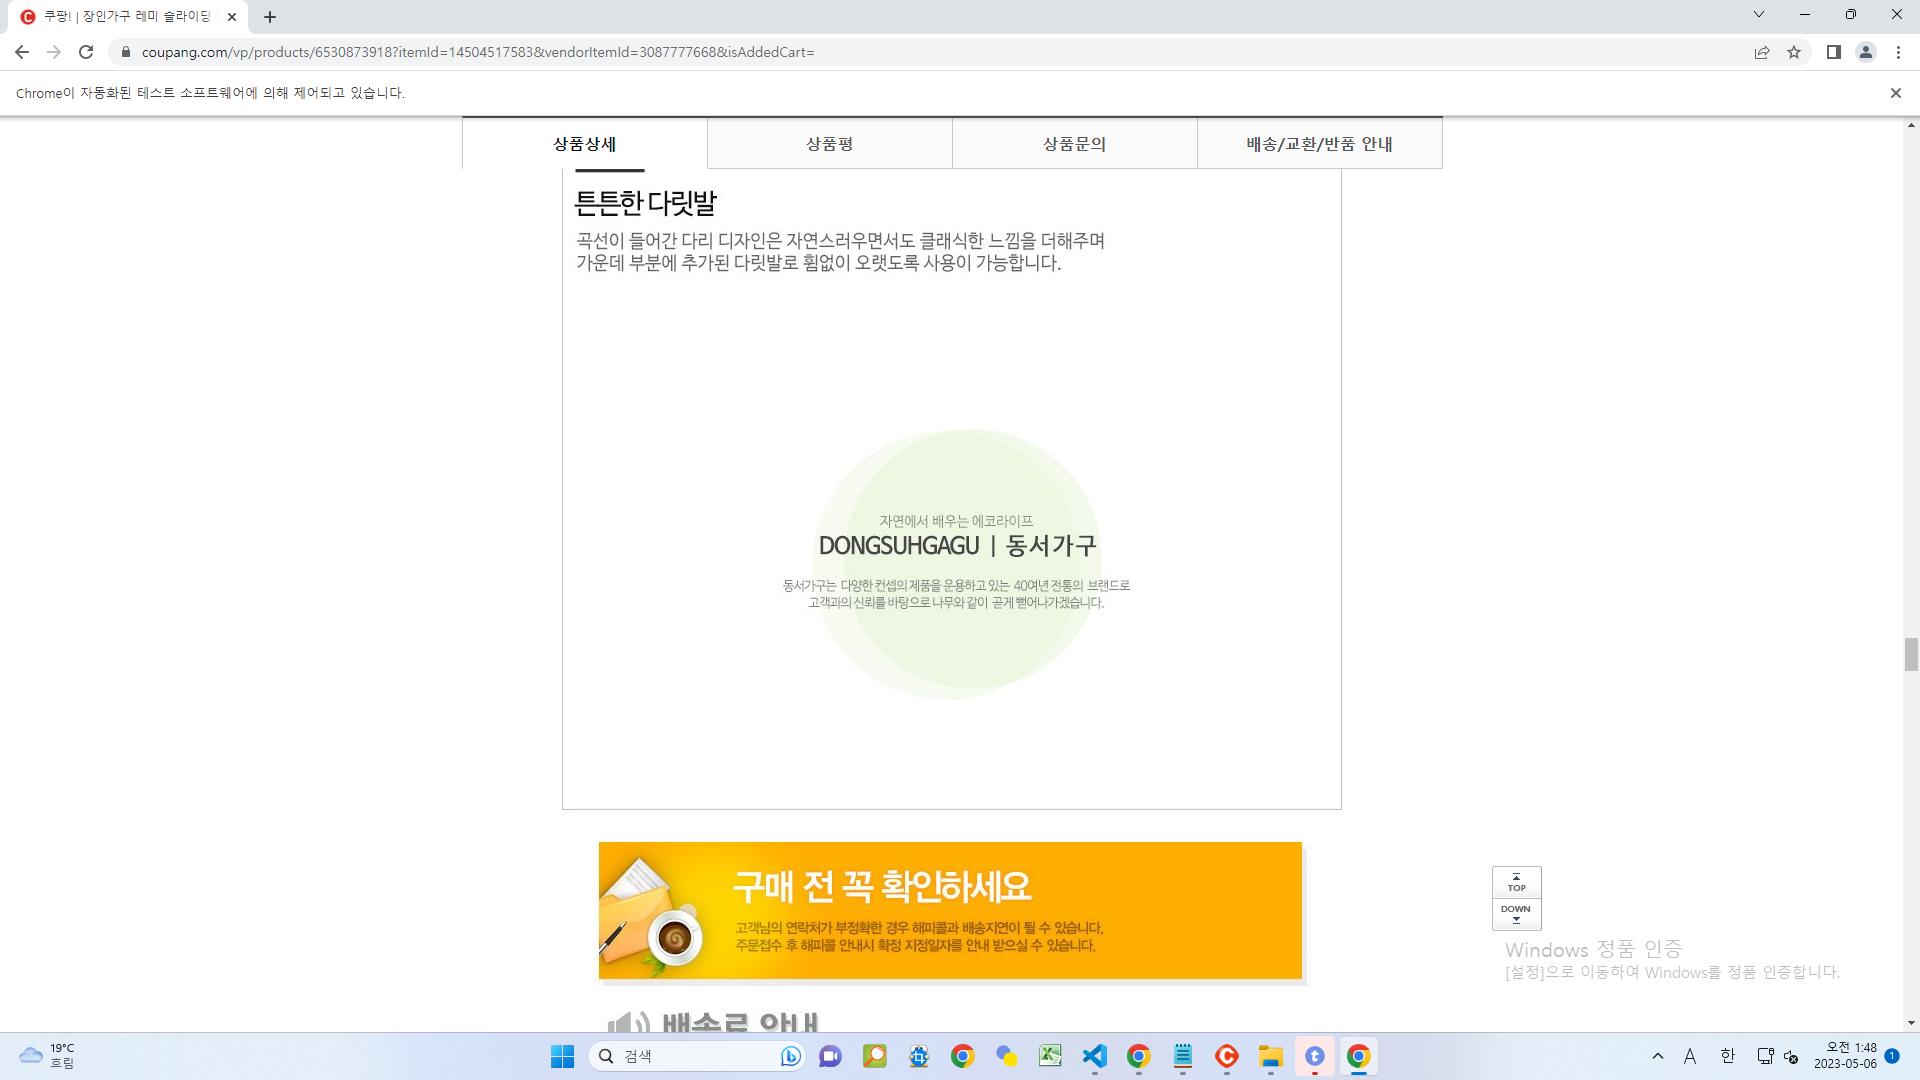 쿠팡! | 장인가구 레미 슬라이딩
coupang.com/vp/products/6530873918?itemId=14504517583&vendorItemId=3087777668&isAddedCart=
Chrome이 자동화된 테스트 소프트웨어에 의해 제어되고 있습니다.
상품상세
상품평
상품문의
배송/교환/반품 안내
튼튼한 다릿발
곡선이 들어간 다리 디자인은 자연스러우면서도 클래식한 느낌을 더해주며
가운데 부분에 추가된 다릿발로 휨없이 오랫도록 사용이 가능합니다.
자연에서 배우는 에코라이프
DONGSUHGAGU | 동서가구
동서가구는 다양한 컨셉의 제품을 운용하고 있는 40여년 전통의 브랜드로
고객과의 신뢰를 바탕으로 나무와 같이 곧게 뻗어나가겠습니다.
구매 전 꼭 확인하세요
고객님의 연락처가 부정확한 경우 해피콜과 배송지연이 될 수 있습니다.
주문접수 후 해피콜 안내시 확정 지정일자를 안내 받으실 수 있습니다.
TOP
DOWN
Windows 정품 인증
[설정]으로 이동하여 Windows를 정품 인증합니다.
배송료 안내
19°C
흐림
검색
A
한
오전 1:48
2023-05-06
1